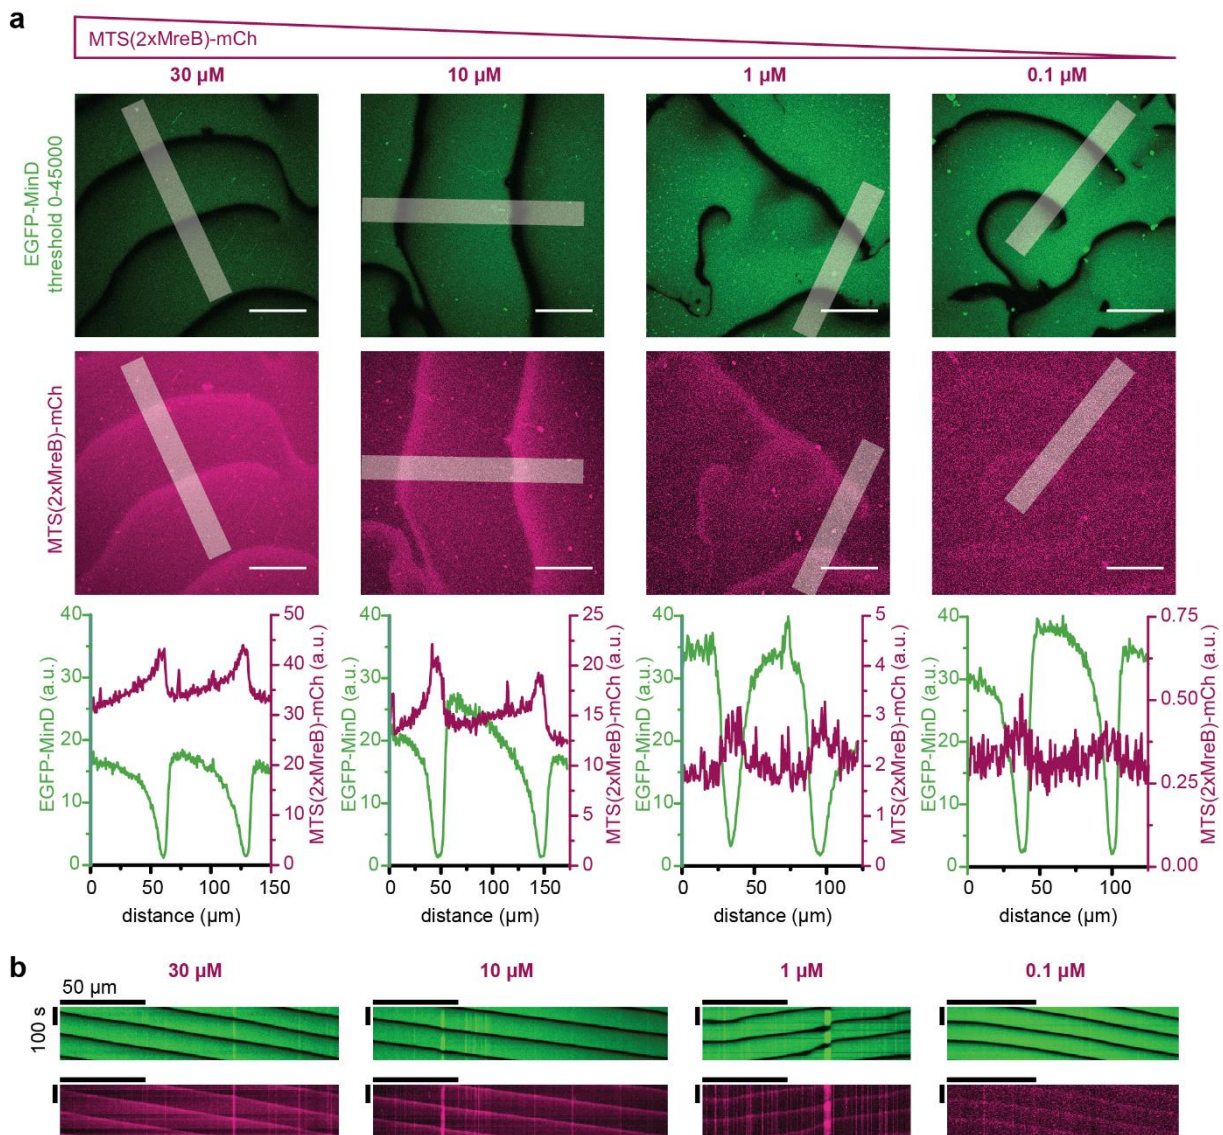 a
MTS(2xMreB)-mCh
30 µM 10 µM 1 µM 0.1 µM
EGFP-MinD
threshold 0-45000
MTS(2xMreB)-mCh
EGFP-MinD (a.u.)
40
30
20
10
0
50
40
30
20
10
0
MTS(2xMreB)-mCh (a.u.)
0 50 100 150
distance (µm)
EGFP-MinD (a.u.)
40
30
20
10
0
25
20
15
10
5
0
MTS(2xMreB)-mCh (a.u.)
0 50 100 150
distance (µm)
EGFP-MinD (a.u.)
40
30
20
10
0
5
4
3
2
1
0
MTS(2xMreB)-mCh (a.u.)
0 50 100
distance (µm)
EGFP-MinD (a.u.)
40
30
20
10
0
0.75
0.50
0.25
0.00
MTS(2xMreB)-mCh (a.u.)
0 50 100
distance (µm)
b
30 µM 10 µM 1 µM 0.1 µM
50 µm
100 s